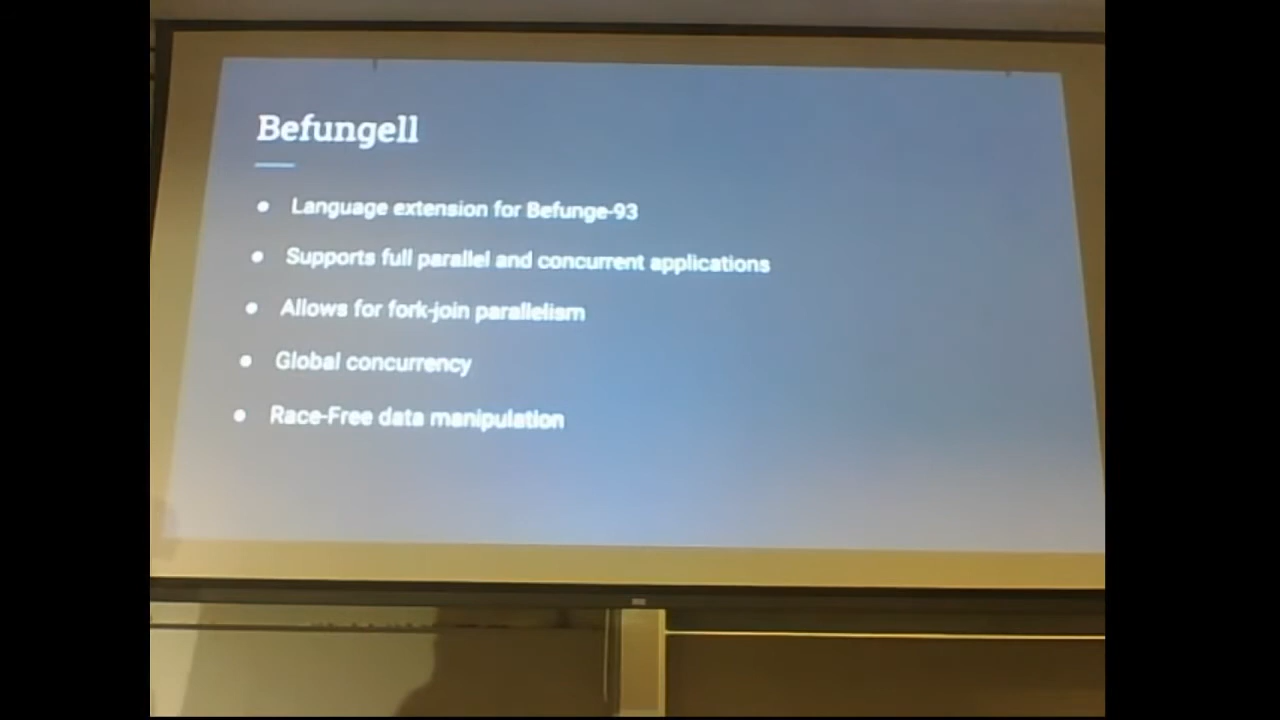 Befungell
● Language extension for Befunge-93
● Supports full parallel and concurrent applications
● Allows for fork-join parallelism
● Global concurrency
● Race-Free data manipulation